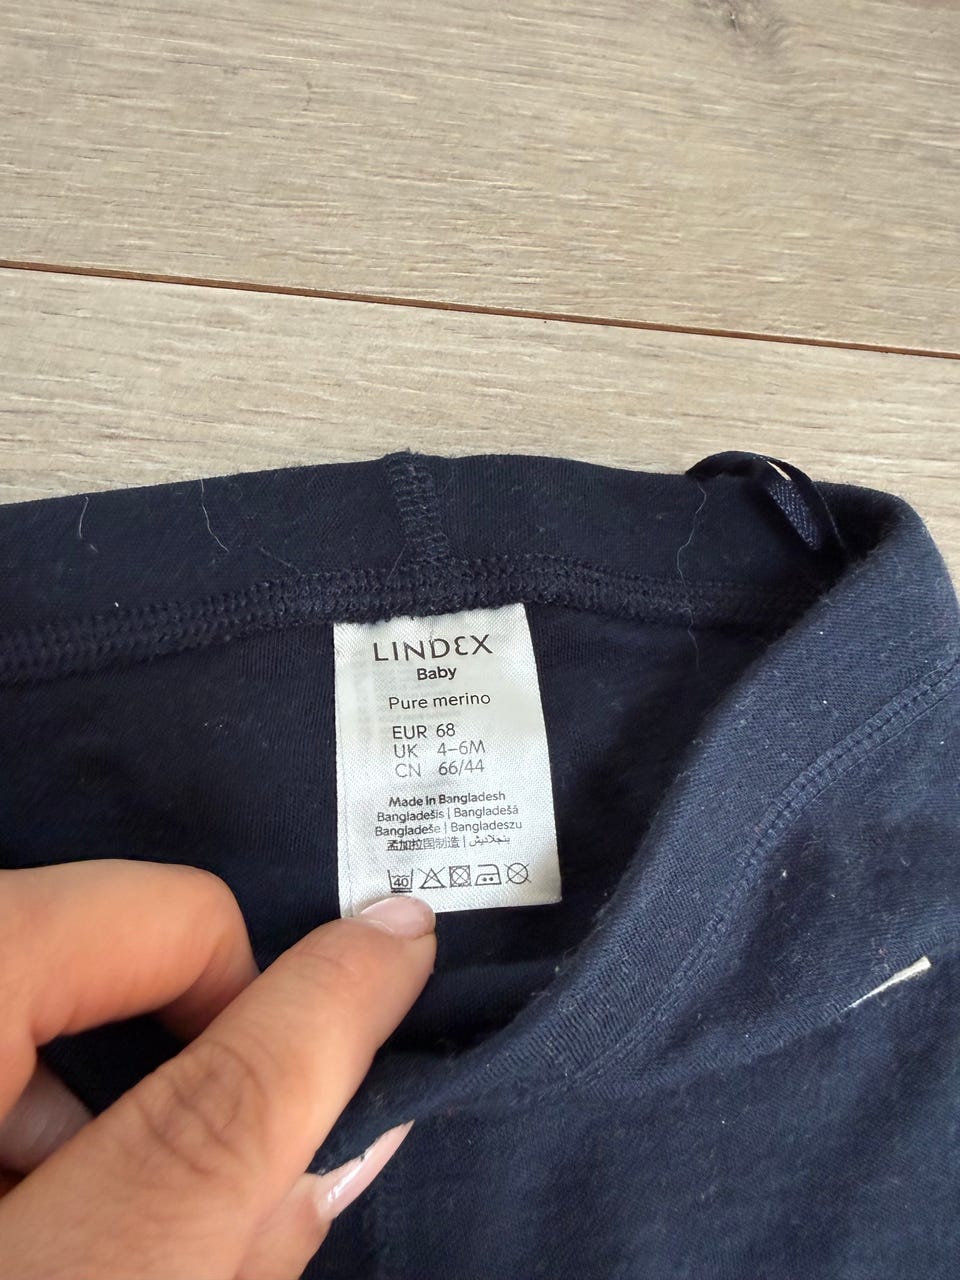 LINDEX
Baby
Pure merino
EUR 68
UK 4–6M
CN 66/44
Made in Bangladesh
Bangladešis | Bangladešā
Bangladeše | Bangladeszu
孟加拉国制造 | بنجلاديش
40